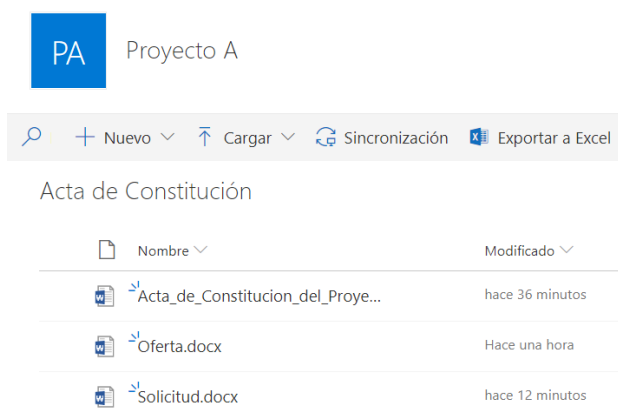 PA Proyecto A
Nuevo Cargar Sincronización Exportar a Excel
Acta de Constitución
Nombre Modificado
Acta_de_Constitucion_del_Proye... hace 36 minutos
Oferta.docx Hace una hora
Solicitud.docx hace 12 minutos